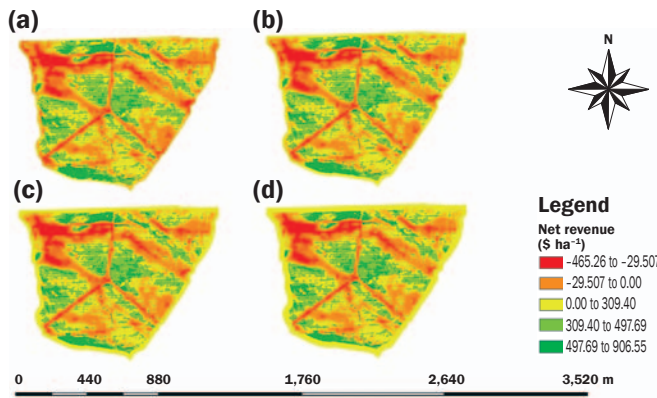 (a)
(b)
N
(c)
(d)
Legend
Net revenue
($ ha⁻¹)
−465.26 to −29.507
−29.507 to 0.00
0.00 to 309.40
309.40 to 497.69
497.69 to 906.55
0 440 880 1,760 2,640 3,520 m